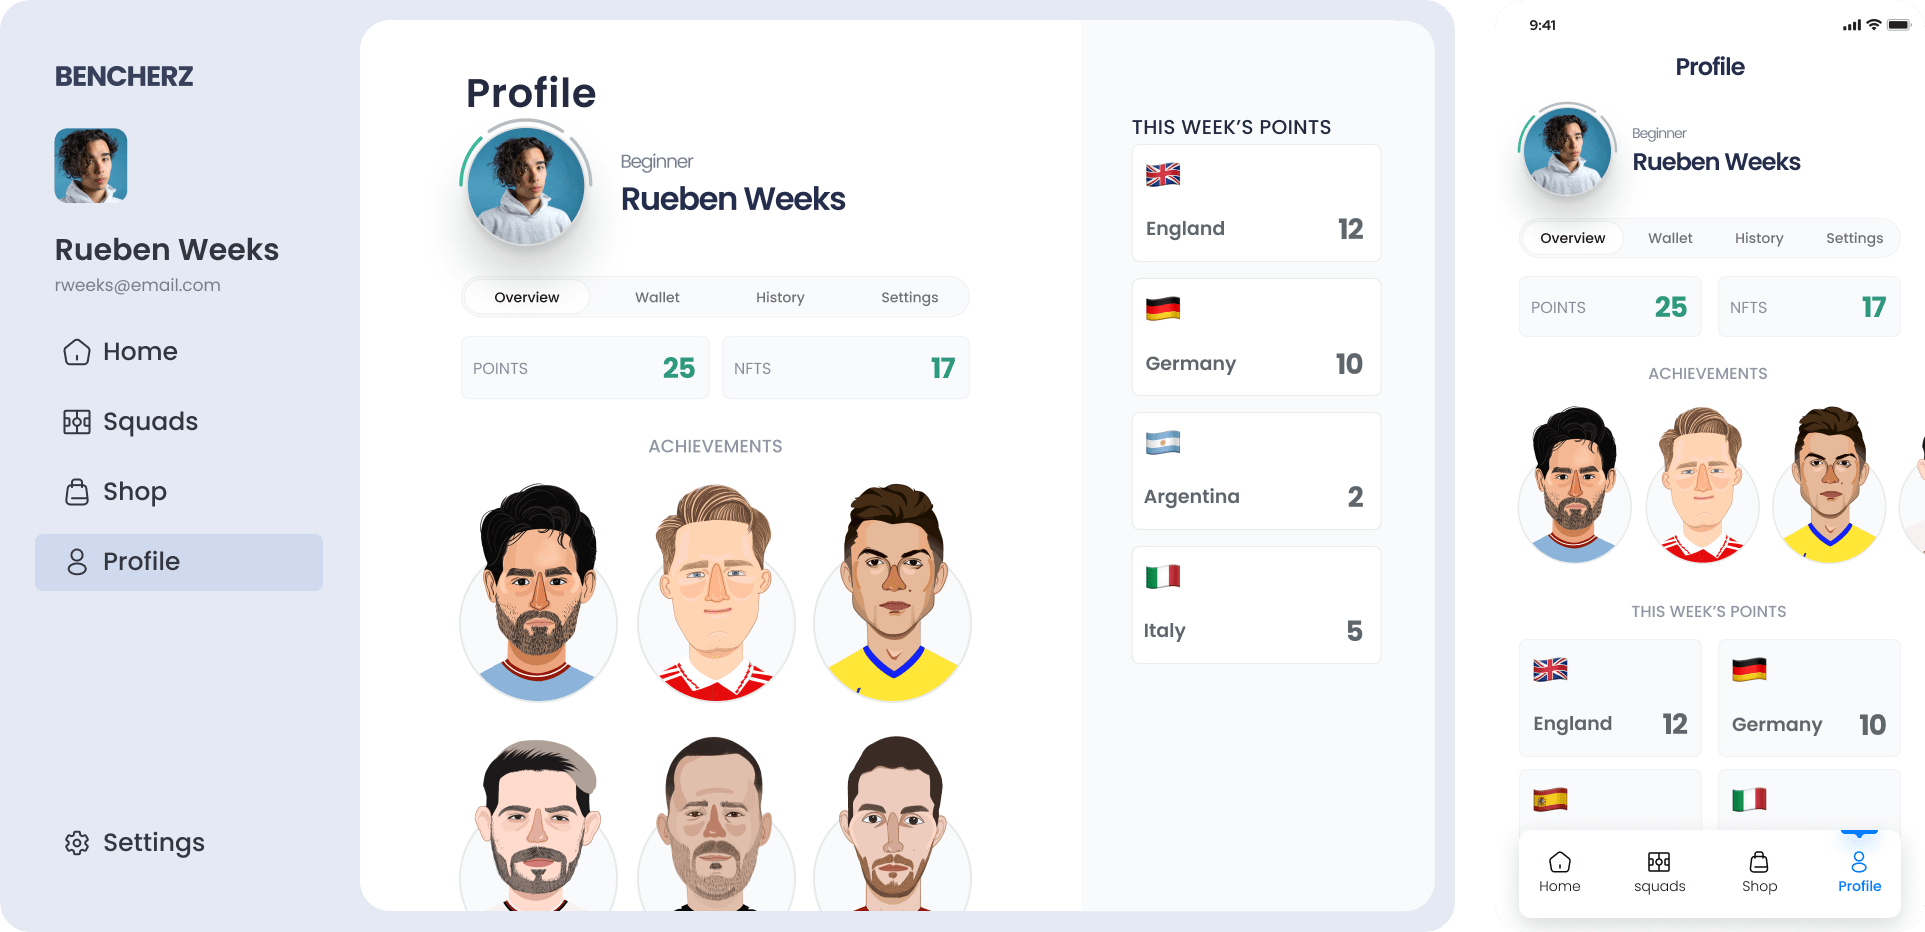 BENCHERZ
Rueben Weeks
rweeks@email.com
Home
Squads
Shop
Profile
Settings
Profile
Beginner
Rueben Weeks
Overview Wallet History Settings
POINTS 25 NFTS 17
ACHIEVEMENTS
THIS WEEK’S POINTS
England 12
Germany 10
Argentina 2
Italy 5
9:41
Profile
Beginner
Rueben Weeks
Overview Wallet History Settings
POINTS 25 NFTS 17
ACHIEVEMENTS
THIS WEEK’S POINTS
England 12 Germany 10
Home squads Shop Profile